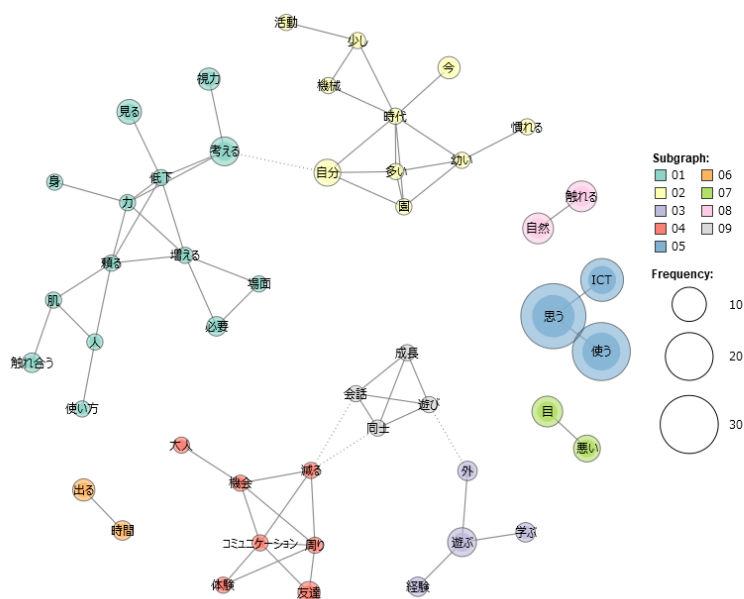 活動
少し
今
視力
機械
見る
時代
慣れる
考える
幼い
自分
多い
低下
身
力
園
触れる
自然
頼る
増える
場面
ICT
肌
思う
必要
人
使う
触れ合う
成長
会話
遊び
使い方
目
同士
悪い
大人
減る
外
機会
出る
時間
学ぶ
コミュニケーション
周り
遊ぶ
体験
友達
経験
Subgraph:
01
06
02
07
03
08
04
09
05
Frequency:
10
20
30